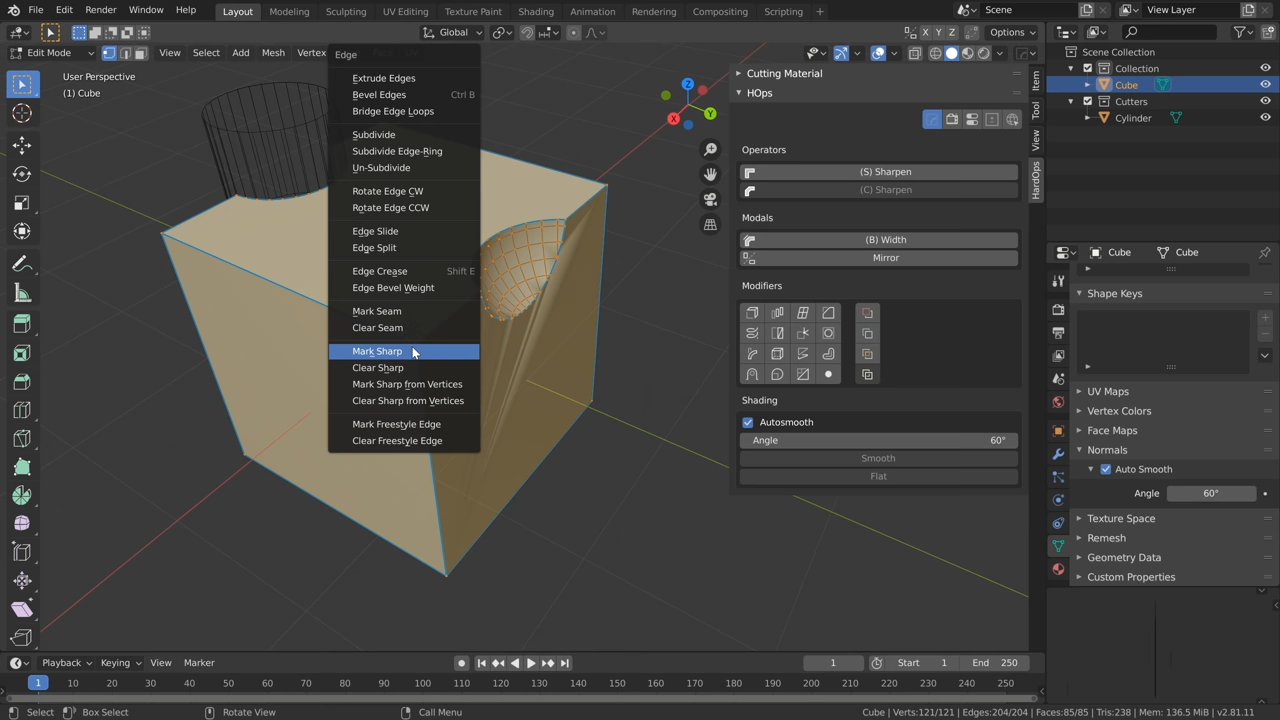 File Edit Render Window Help Layout Modeling Sculpting UV Editing Texture Paint Shading Animation Rendering Compositing Scripting + Scene View Layer
Global Options
Edit Mode View Select Add Mesh Vertex
X Y Z
User Perspective
(1) Cube
Edge
Extrude Edges
Bevel Edges Ctrl B
Bridge Edge Loops
Subdivide
Subdivide Edge-Ring
Un-Subdivide
Rotate Edge CW
Rotate Edge CCW
Edge Slide
Edge Split
Edge Crease Shift E
Edge Bevel Weight
Mark Seam
Clear Seam
Mark Sharp
Clear Sharp
Mark Sharp from Vertices
Clear Sharp from Vertices
Mark Freestyle Edge
Clear Freestyle Edge
Z
X
Y
Cutting Material
HOps
Operators
(S) Sharpen
(C) Sharpen
Modals
(B) Width
Mirror
Modifiers
Shading
Autosmooth
Angle 60°
Smooth
Flat
Item
Tool
View
HardOps
Scene Collection
Collection
Cube
Cutters
Cylinder
Cube Cube
Shape Keys
UV Maps
Vertex Colors
Face Maps
Normals
Auto Smooth
Angle 60°
Texture Space
Remesh
Geometry Data
Custom Properties
Playback Keying View Marker 1 Start 1 End 250
1 10 20 30 40 50 60 70 80 90 100 110 120 130 140 150 160 170 180 190 200 210 220 230 240 250
Select Box Select Rotate View Call Menu Cube | Verts:121/121 | Edges:204/204 | Faces:85/85 | Tris:238 | Mem: 136.5 MiB | v2.81.11